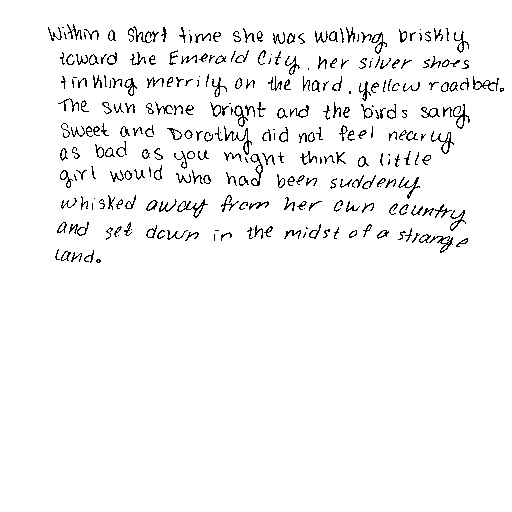 Within a short time she was walking briskly
toward the Emerald City, her silver shoes
tinkling merrily on the hard, yellow roadbed.
The sun shone bright and the birds sang
sweet and Dorothy did not feel nearly
as bad as you might think a little
girl would who had been suddenly
whisked away from her own country
and set down in the midst of a strange
land.